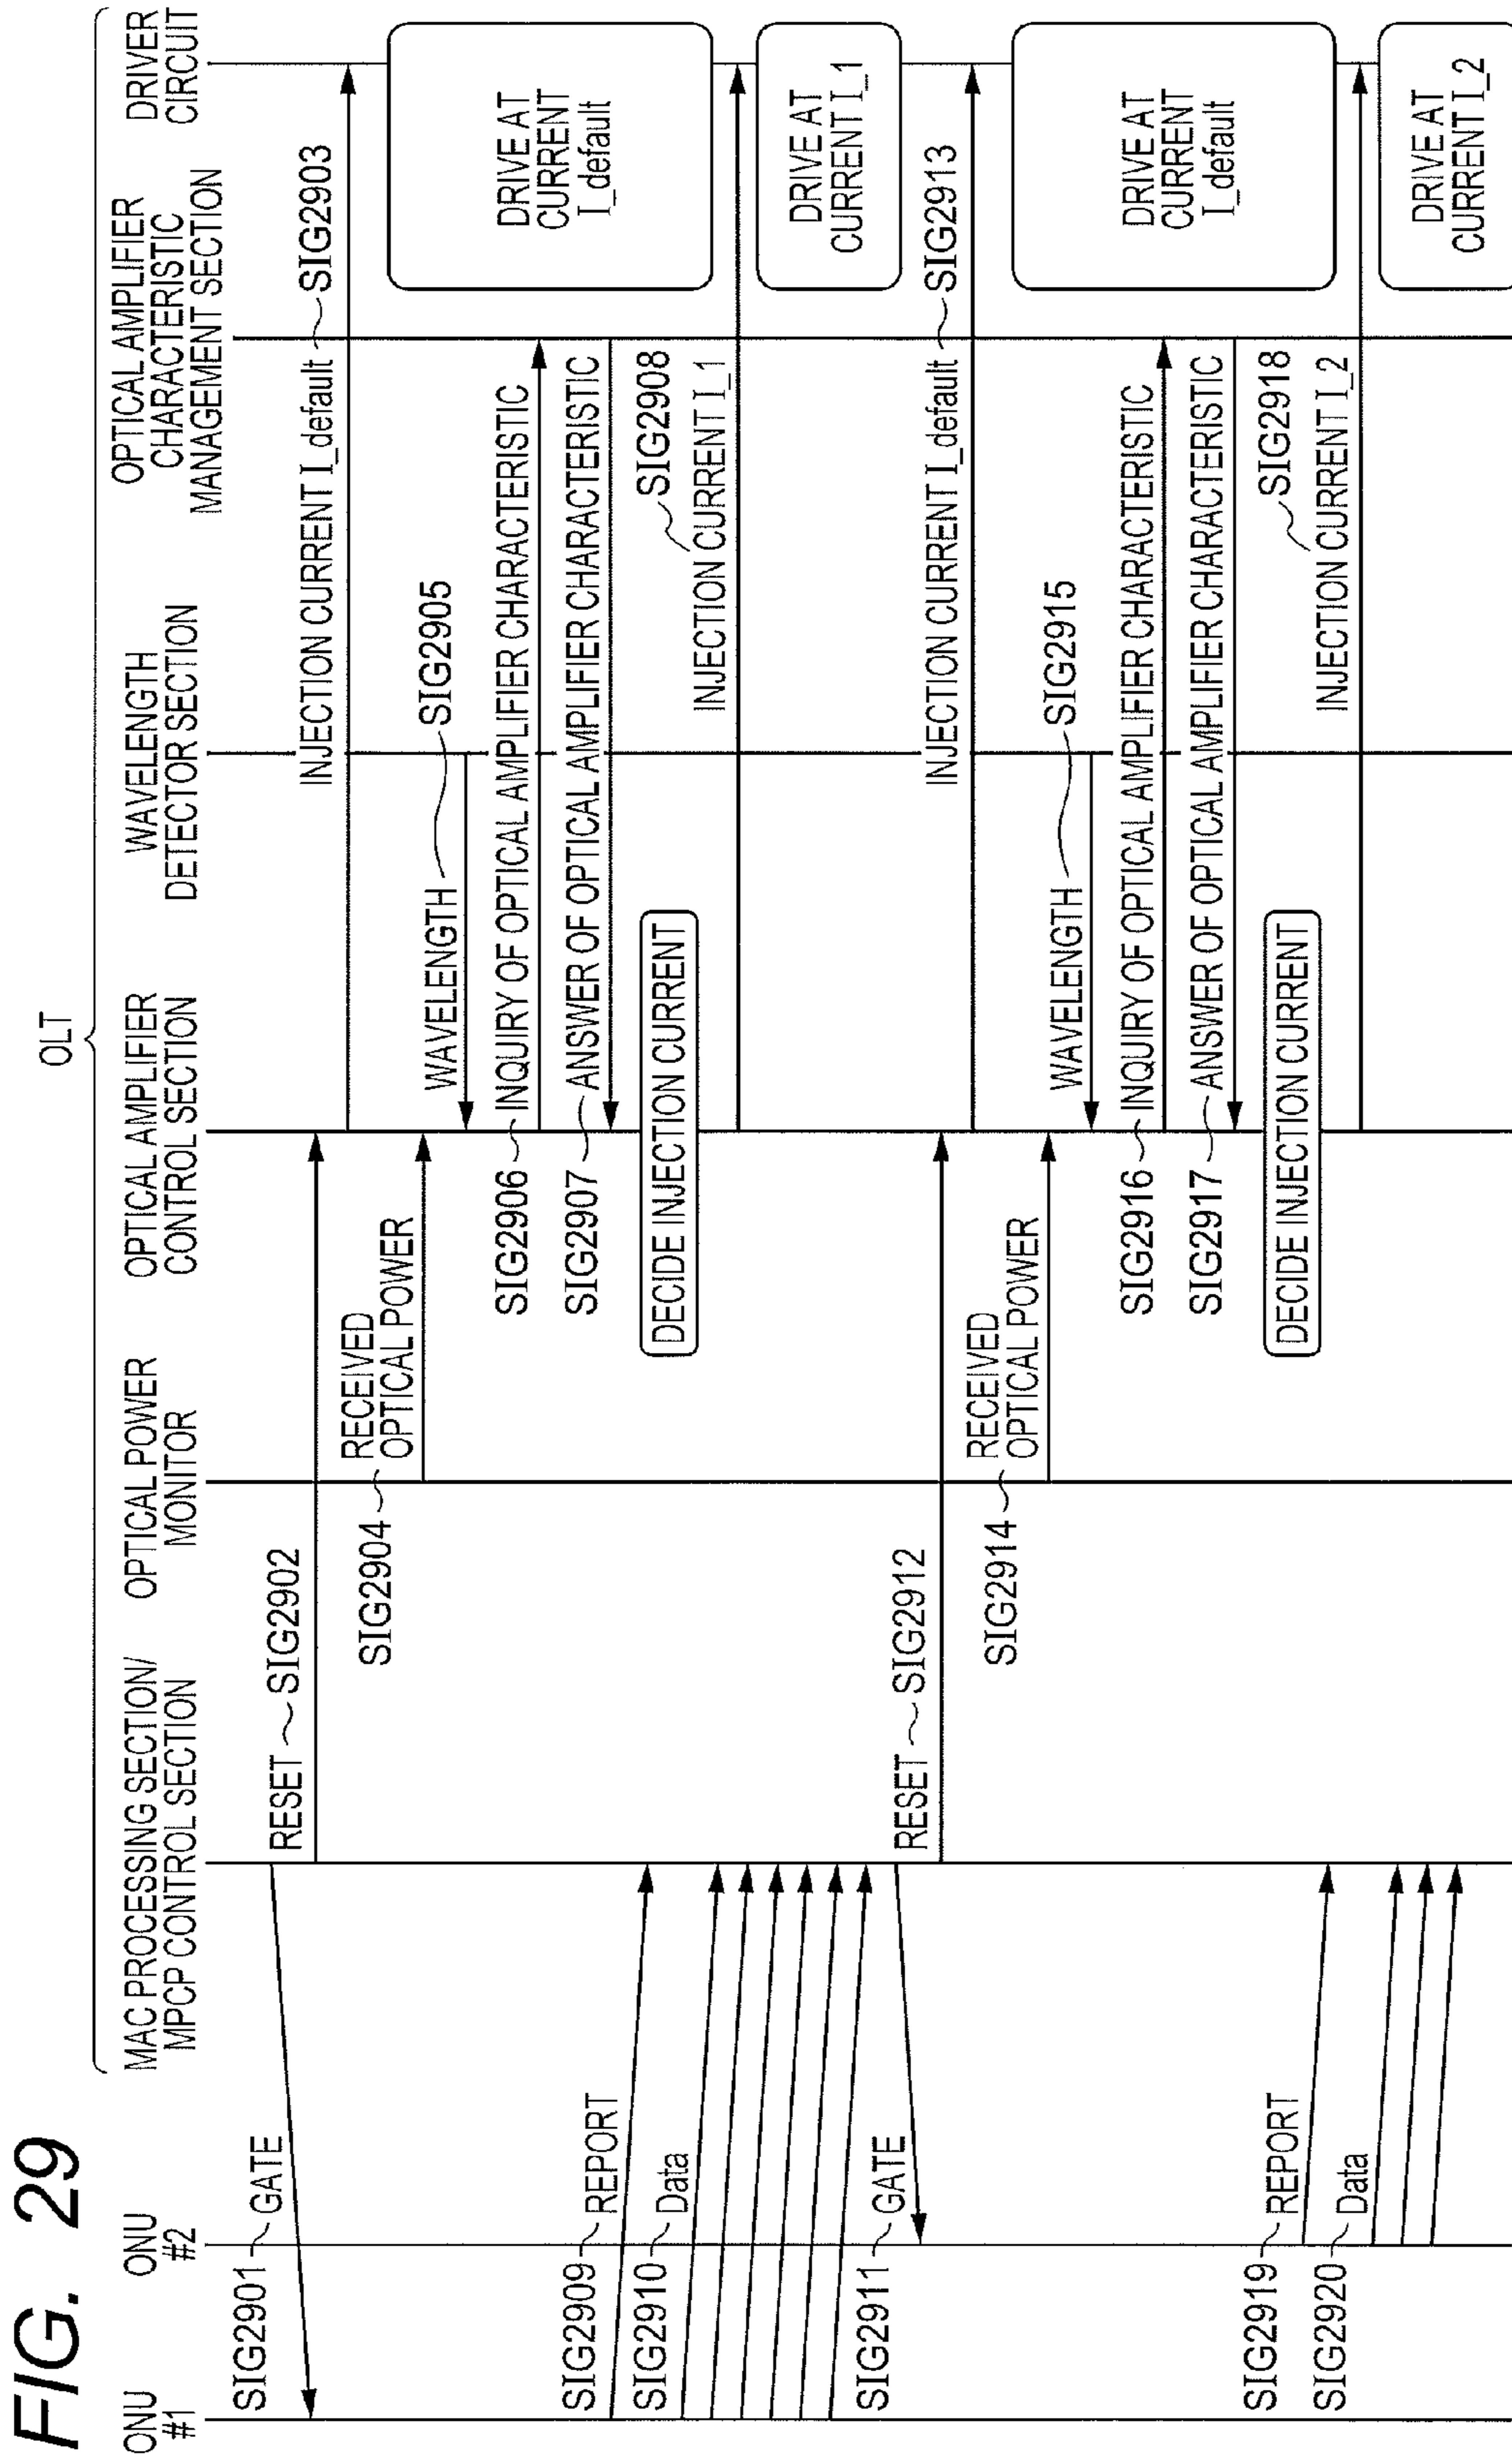 FIG. 29
OLT
ONU
#1
ONU
#2
MAC PROCESSING SECTION/
MPCP CONTROL SECTION
OPTICAL POWER
MONITOR
OPTICAL AMPLIFIER
CONTROL SECTION
WAVELENGTH
DETECTOR SECTION
OPTICAL AMPLIFIER
CHARACTERISTIC
MANAGEMENT SECTION
DRIVER
CIRCUIT
SIG2901 GATE
RESET SIG2902
INJECTION CURRENT I_default SIG2903
SIG2904 RECEIVED
OPTICAL POWER
DRIVE AT
CURRENT
I_default
WAVELENGTH SIG2905
SIG2906 INQUIRY OF OPTICAL AMPLIFIER CHARACTERISTIC
SIG2907 ANSWER OF OPTICAL AMPLIFIER CHARACTERISTIC
SIG2909 REPORT
DECIDE INJECTION CURRENT
SIG2908
INJECTION CURRENT I_1
SIG2910 Data
DRIVE AT
CURRENT I_1
SIG2911 GATE
RESET SIG2912
INJECTION CURRENT I_default SIG2913
SIG2914 RECEIVED
OPTICAL POWER
DRIVE AT
CURRENT
I_default
WAVELENGTH SIG2915
SIG2916 INQUIRY OF OPTICAL AMPLIFIER CHARACTERISTIC
SIG2917 ANSWER OF OPTICAL AMPLIFIER CHARACTERISTIC
SIG2919 REPORT
DECIDE INJECTION CURRENT
SIG2918
INJECTION CURRENT I_2
SIG2920 Data
DRIVE AT
CURRENT I_2